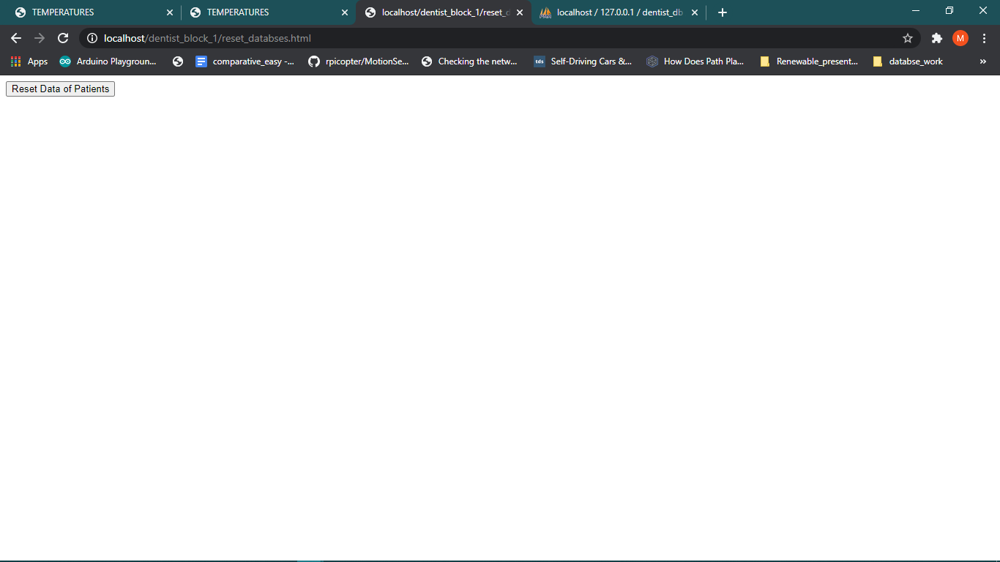 TEMPERATURES TEMPERATURES localhost/dentist_block_1/reset_d localhost / 127.0.0.1 / dentist_db
localhost/dentist_block_1/reset_databses.html M
Apps Arduino Playgroun... comparative_easy -... rpicopter/MotionSe... Checking the netw... tds Self-Driving Cars &... How Does Path Pla... Renewable_present... databse_work »
Reset Data of Patients